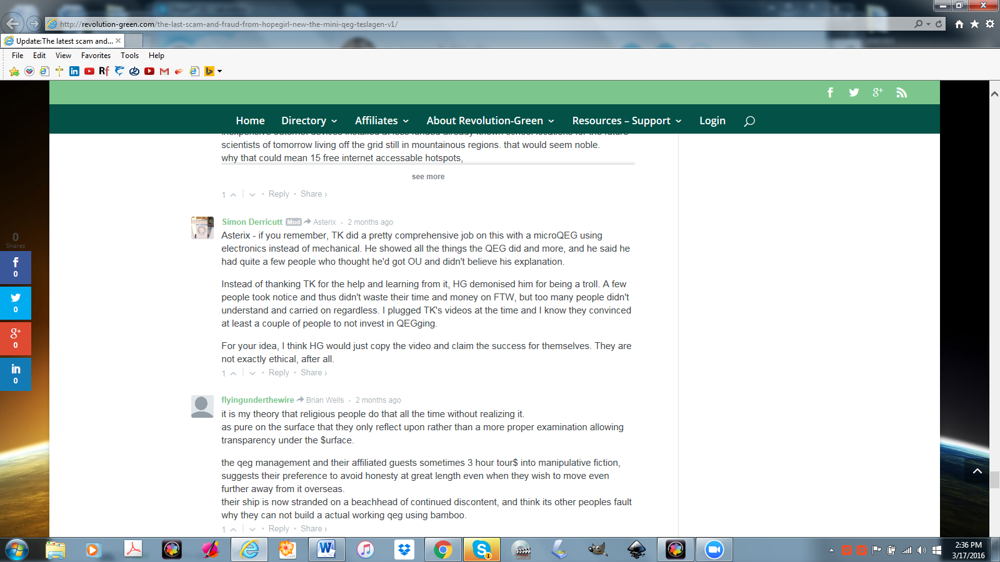 http://revolution-green.com/the-last-scam-and-fraud-from-hopegirl-new-the-mini-qeg-teslagen-v1/
Update:The latest scam and...
File Edit View Favorites Tools Help
Home Directory Affiliates About Revolution-Green Resources – Support Login
scientists of tomorrow living off the grid still in mountainous regions. that would seem noble.
why that could mean 15 free internet accessable hotspots,
see more
1 • Reply • Share ›
Simon Derricutt Mod Asterix - 2 months ago
Asterix - if you remember, TK did a pretty comprehensive job on this with a microQEG using
electronics instead of mechanical. He showed all the things the QEG did and more, and he said he
had quite a few people who thought he'd got OU and didn't believe his explanation.
Instead of thanking TK for the help and learning from it, HG demonised him for being a troll. A few
people took notice and thus didn't waste their time and money on FTW, but too many people didn't
understand and carried on regardless. I plugged TK's videos at the time and I know they convinced
at least a couple of people to not invest in QEGging.
For your idea, I think HG would just copy the video and claim the success for themselves. They are
not exactly ethical, after all.
1 • Reply • Share ›
flyingunderthewire Brian Wells - 2 months ago
it is my theory that religious people do that all the time without realizing it.
as pure on the surface that they only reflect upon rather than a more proper examination allowing
transparency under the $urface.
the qeg management and their affiliated guests sometimes 3 hour tour$ into manipulative fiction,
suggests their preference to avoid honesty at great length even when they wish to move even
further away from it overseas.
their ship is now stranded on a beachhead of continued discontent, and think its other peoples fault
why they can not build a actual working qeg using bamboo.
1 • Reply • Share ›
0
Shares
0
0
0
0
2:36 PM
3/17/2016